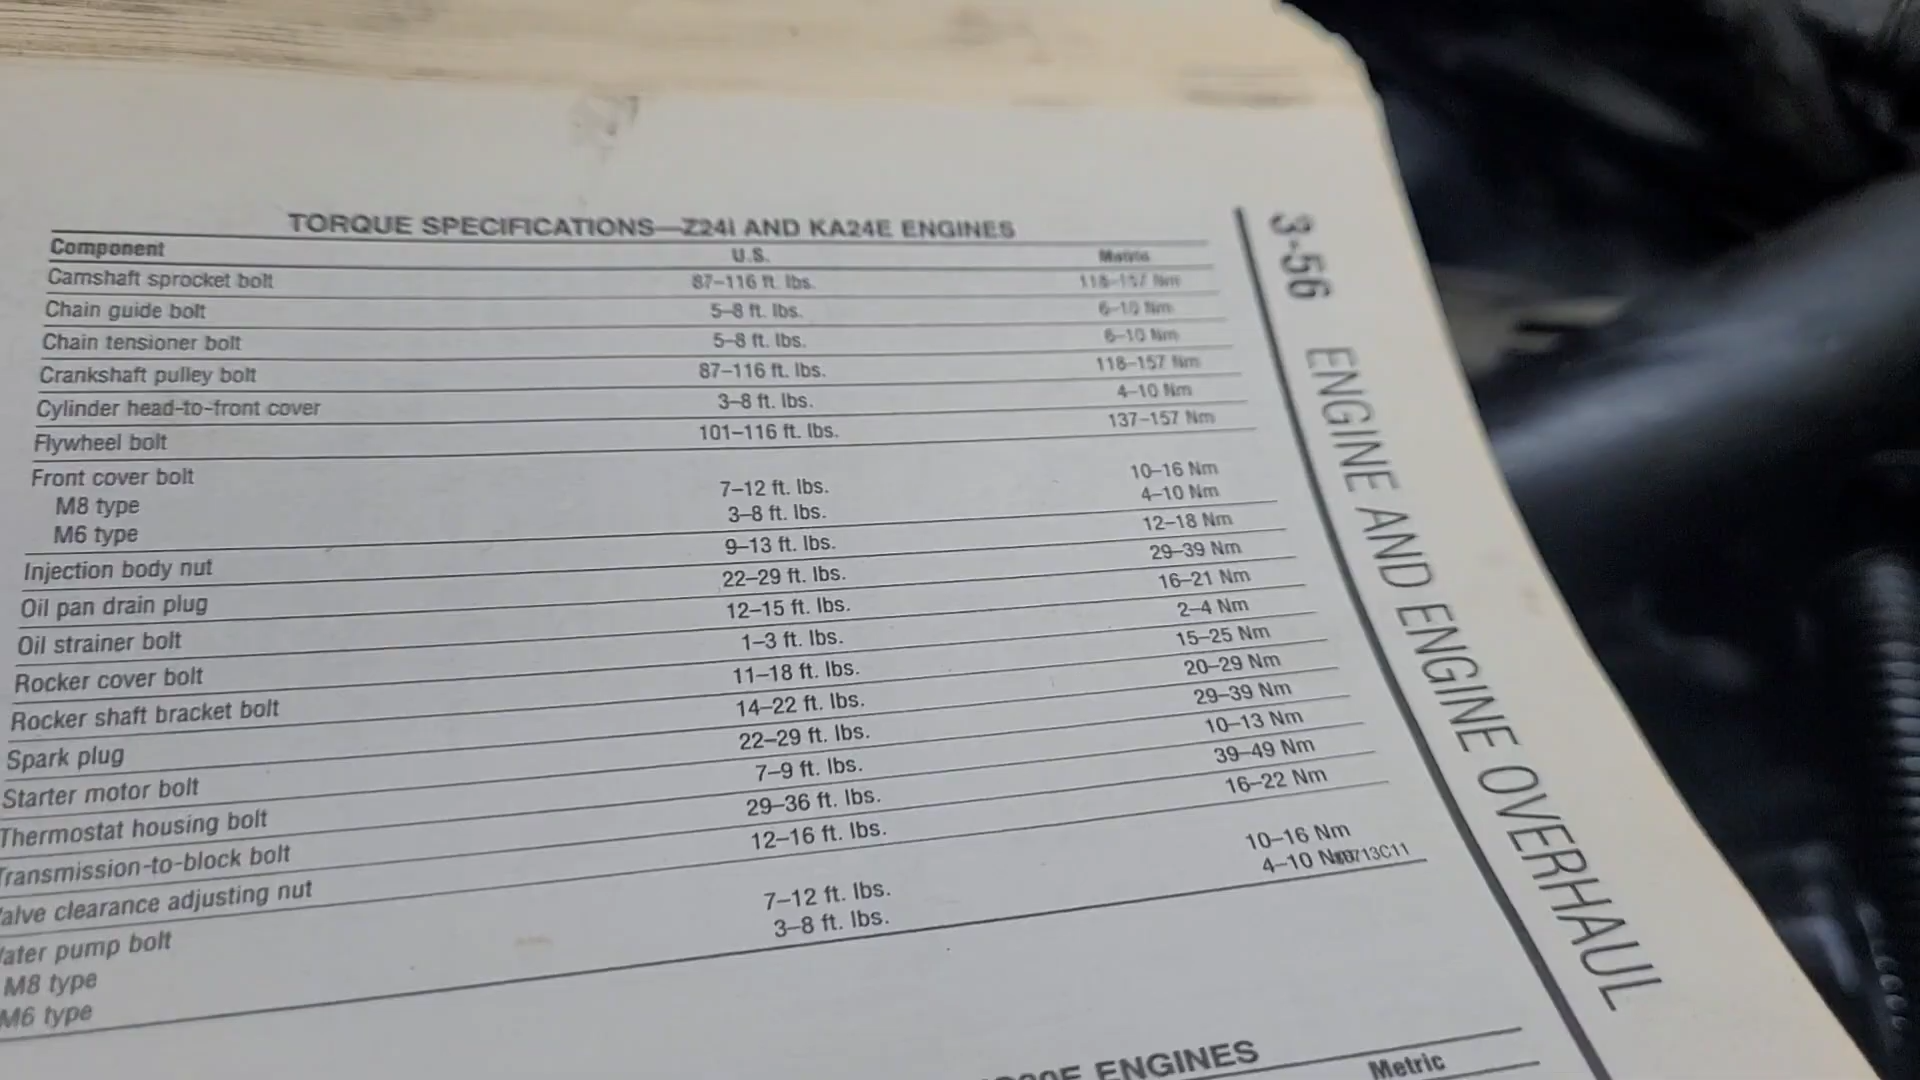 TORQUE SPECIFICATIONS—Z24I AND KA24E ENGINES
Component U.S. Metric
Camshaft sprocket bolt 87–116 ft. lbs. 118–157 Nm
Chain guide bolt 5–8 ft. lbs. 6–10 Nm
Chain tensioner bolt 5–8 ft. lbs. 6–10 Nm
Crankshaft pulley bolt 87–116 ft. lbs. 118–157 Nm
Cylinder head-to-front cover 3–8 ft. lbs. 4–10 Nm
Flywheel bolt 101–116 ft. lbs. 137–157 Nm
Front cover bolt
M8 type 7–12 ft. lbs. 10–16 Nm
M6 type 3–8 ft. lbs. 4–10 Nm
Injection body nut 9–13 ft. lbs. 12–18 Nm
Oil pan drain plug 22–29 ft. lbs. 29–39 Nm
Oil strainer bolt 12–15 ft. lbs. 16–21 Nm
Rocker cover bolt 1–3 ft. lbs. 2–4 Nm
Rocker shaft bracket bolt 11–18 ft. lbs. 15–25 Nm
Spark plug 14–22 ft. lbs. 20–29 Nm
Starter motor bolt 22–29 ft. lbs. 29–39 Nm
Thermostat housing bolt 7–9 ft. lbs. 10–13 Nm
Transmission-to-block bolt 29–36 ft. lbs. 39–49 Nm
alve clearance adjusting nut 12–16 ft. lbs. 16–22 Nm
ater pump bolt
M8 type 7–12 ft. lbs. 10–16 Nm
M6 type 3–8 ft. lbs. 4–10 Nm
ENGINES
Metric
3-56 ENGINE AND ENGINE OVERHAUL